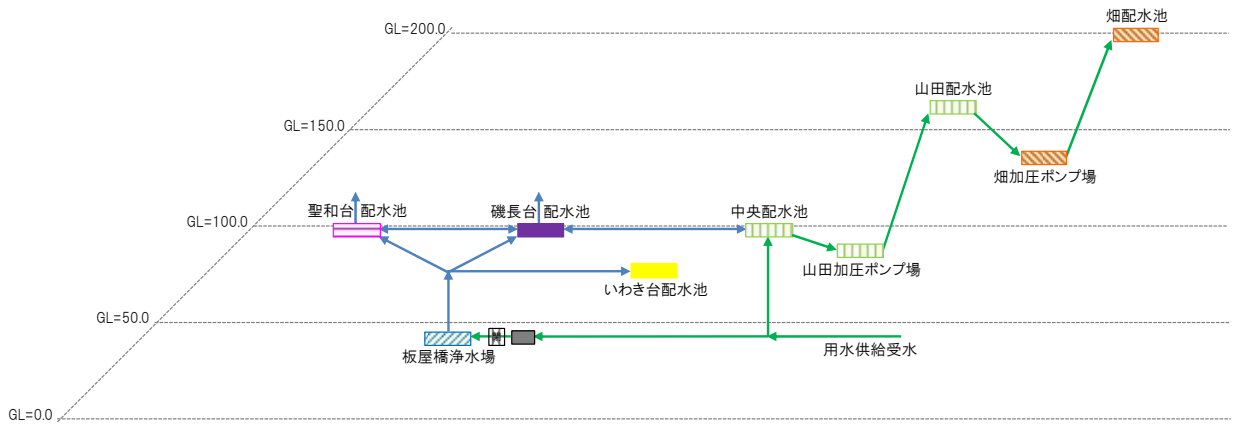 畑配水池
GL=200.0
山田配水池
GL=150.0
畑加圧ポンプ場
聖和台 配水池
磯長台 配水池
中央配水池
GL=100.0
山田加圧ポンプ場
いわき台配水池
GL=50.0
M
板屋橋浄水場
用水供給受水
GL=0.0